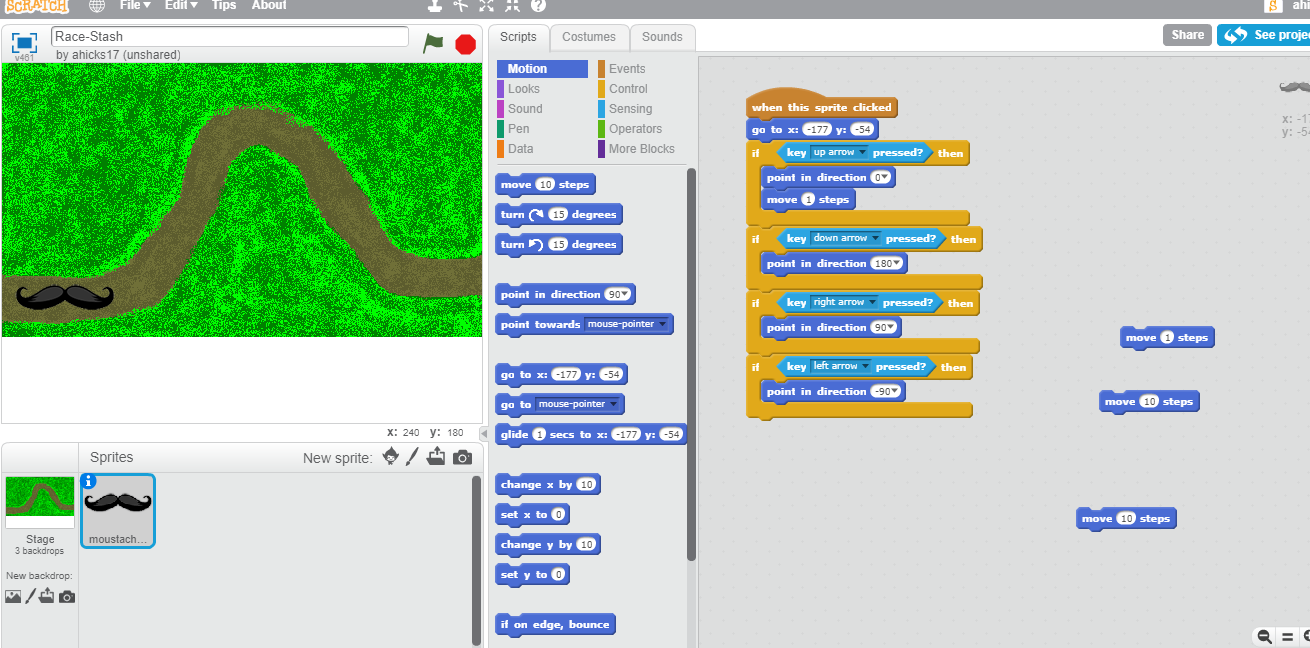 SCRATCH File Edit Tips About
Race-Stash
by ahicks17 (unshared)
v461
Scripts Costumes Sounds
Share See proje
Motion Events
Looks Control
Sound Sensing
Pen Operators
Data More Blocks
move 10 steps
turn 15 degrees
turn 15 degrees
point in direction 90
point towards mouse-pointer
go to x: -177 y: -54
go to mouse-pointer
glide 1 secs to x: -177 y: -54
change x by 10
set x to 0
change y by 10
set y to 0
if on edge, bounce
when this sprite clicked
go to x: -177 y: -54
if key up arrow pressed? then
point in direction 0
move 1 steps
if key down arrow pressed? then
point in direction 180
if key right arrow pressed? then
point in direction 90
if key left arrow pressed? then
point in direction -90
move 1 steps
move 10 steps
move 10 steps
x: -17
y: -54
x: 240 y: 180
Sprites New sprite:
Stage
3 backdrops
New backdrop:
moustach...